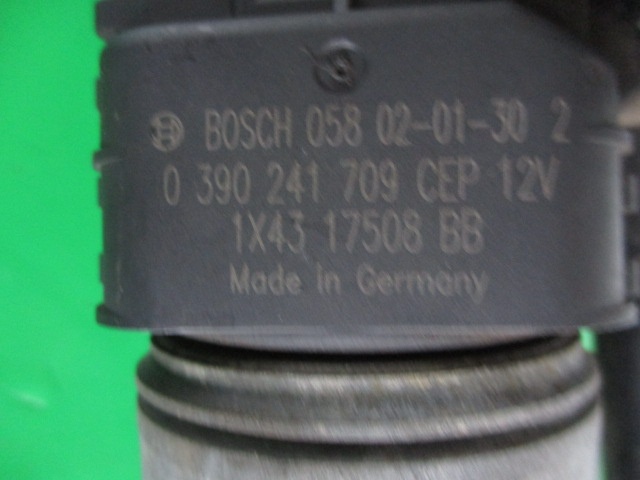 BOSCH 058 02-01-30 2
0 390 241 709 CEP 12V
1X43 17508 BB
Made in Germany